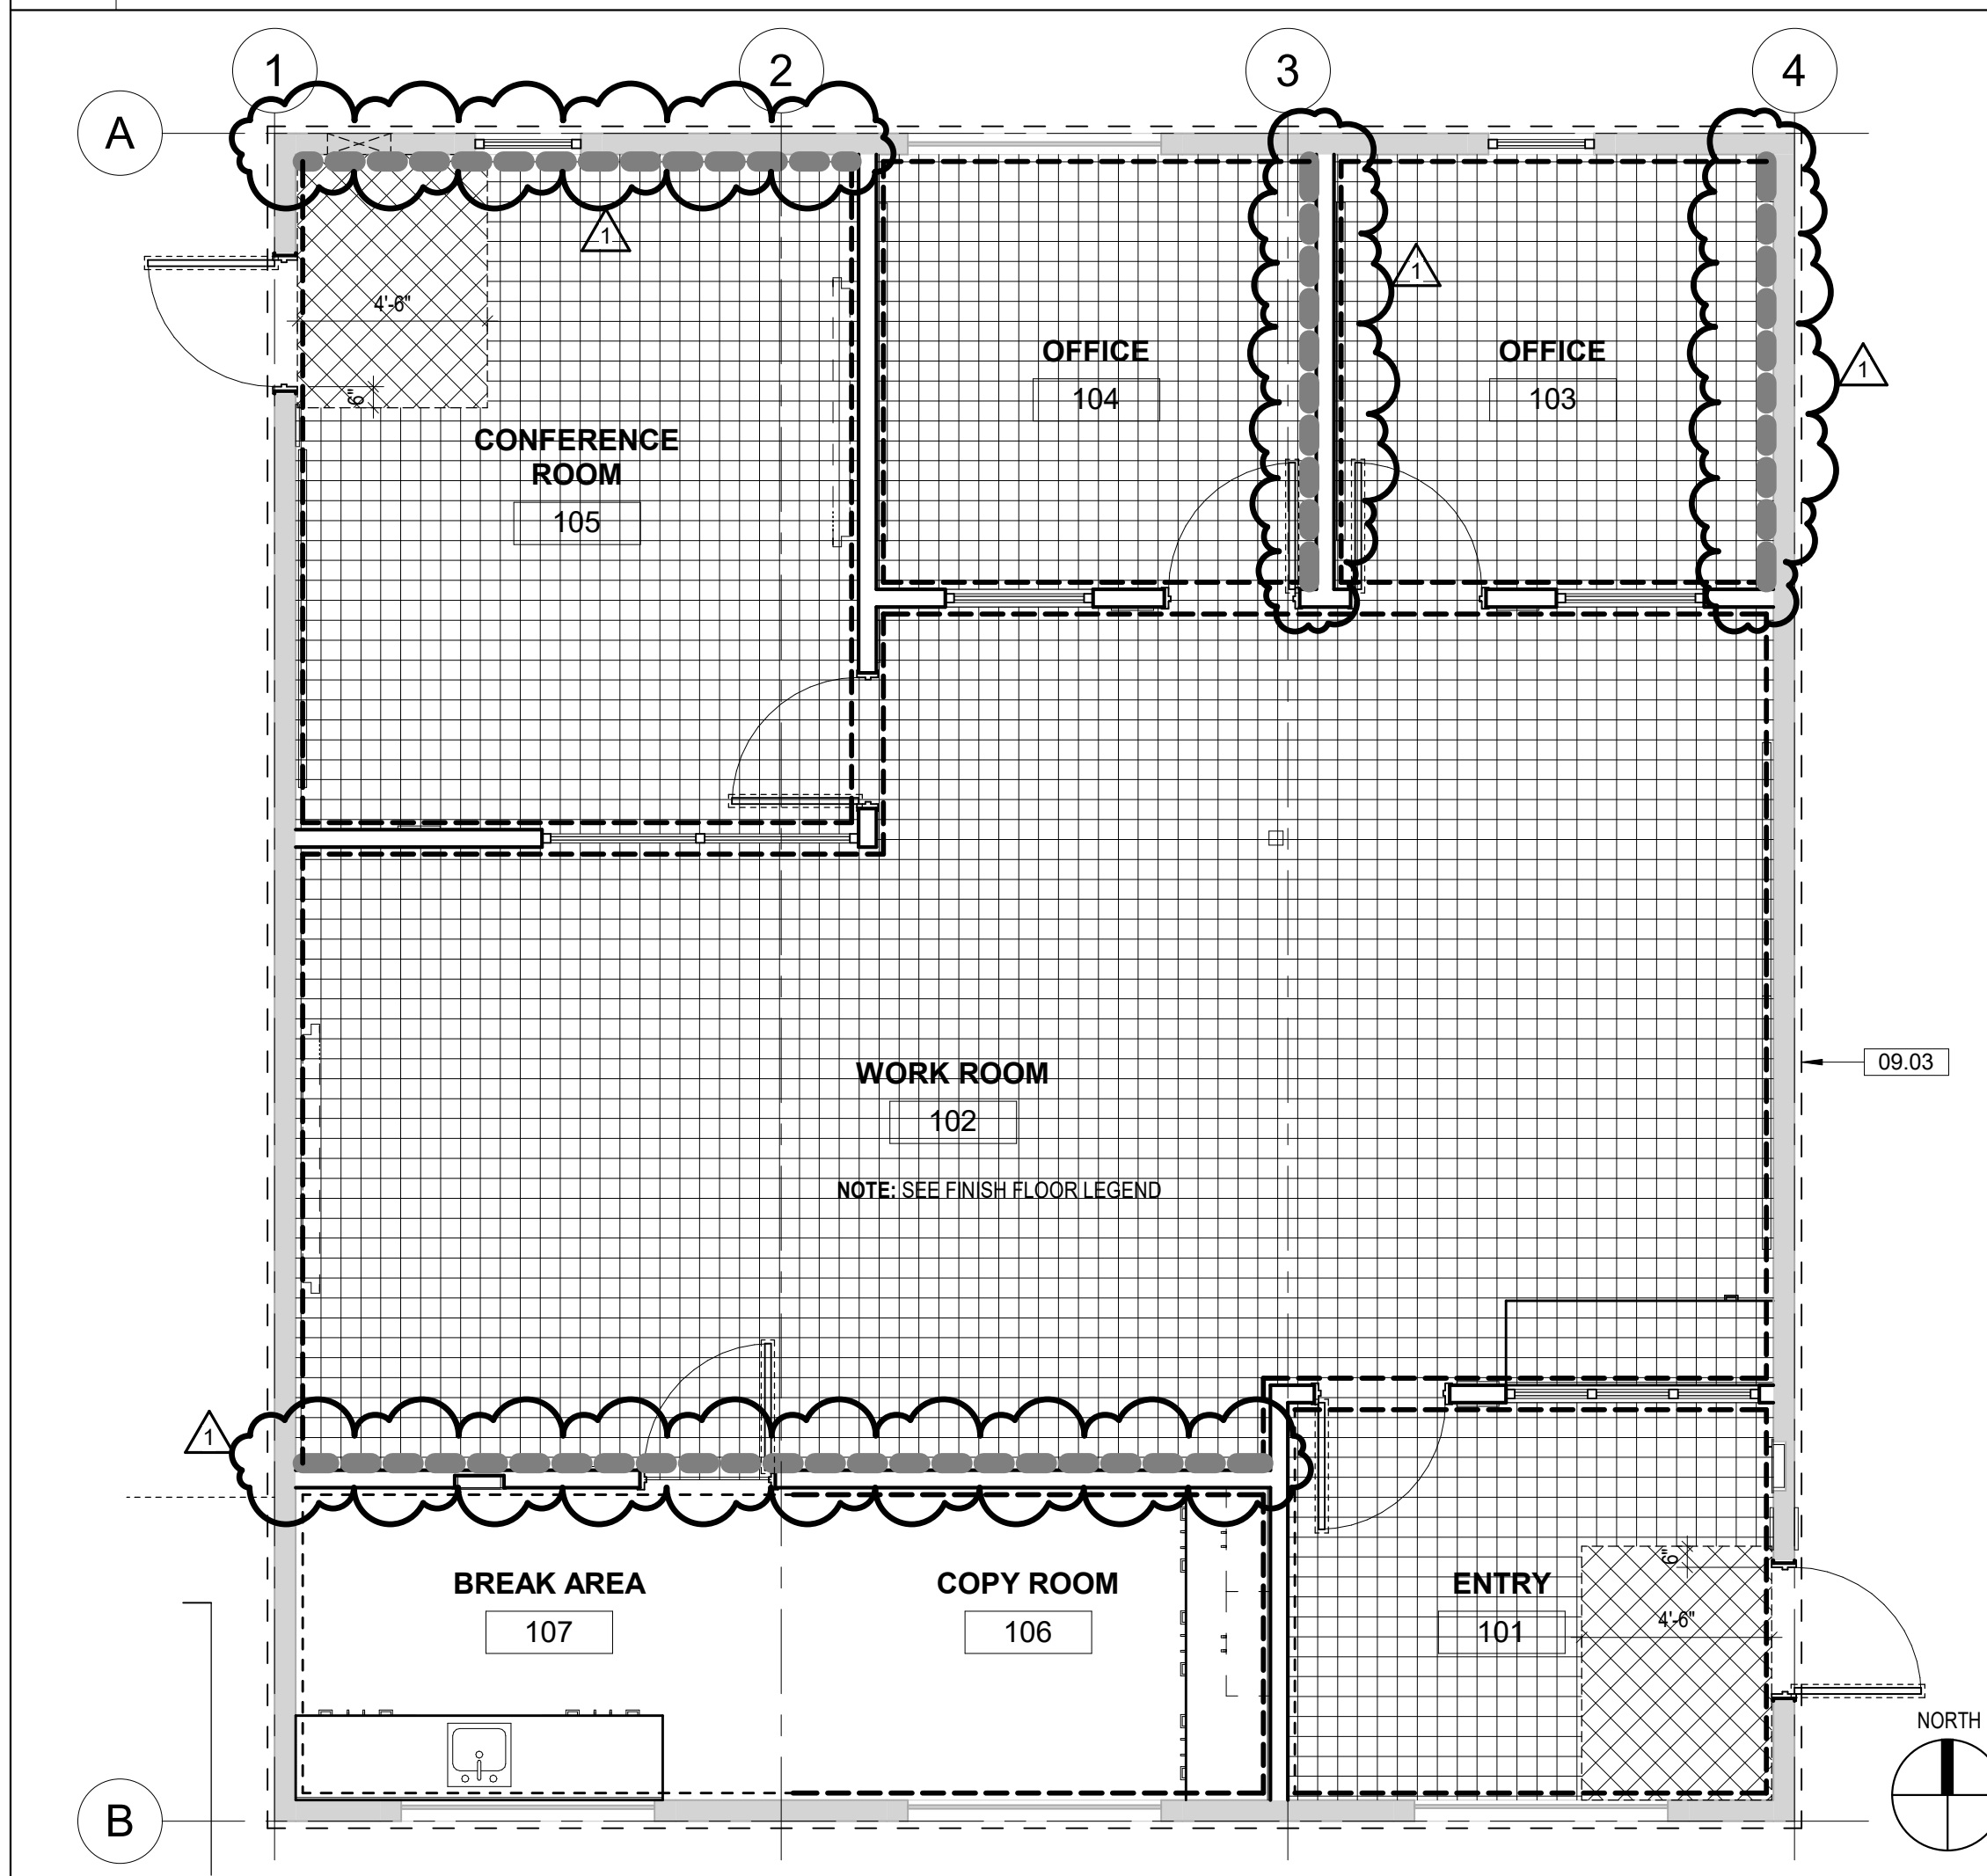 1
2
3
4
A
1
1
1
4'-6"
6"
OFFICE
104
OFFICE
103
CONFERENCE
ROOM
105
09.03
WORK ROOM
102
NOTE: SEE FINISH FLOOR LEGEND
1
6"
BREAK AREA
107
COPY ROOM
106
ENTRY
101
4'-6"
NORTH
B